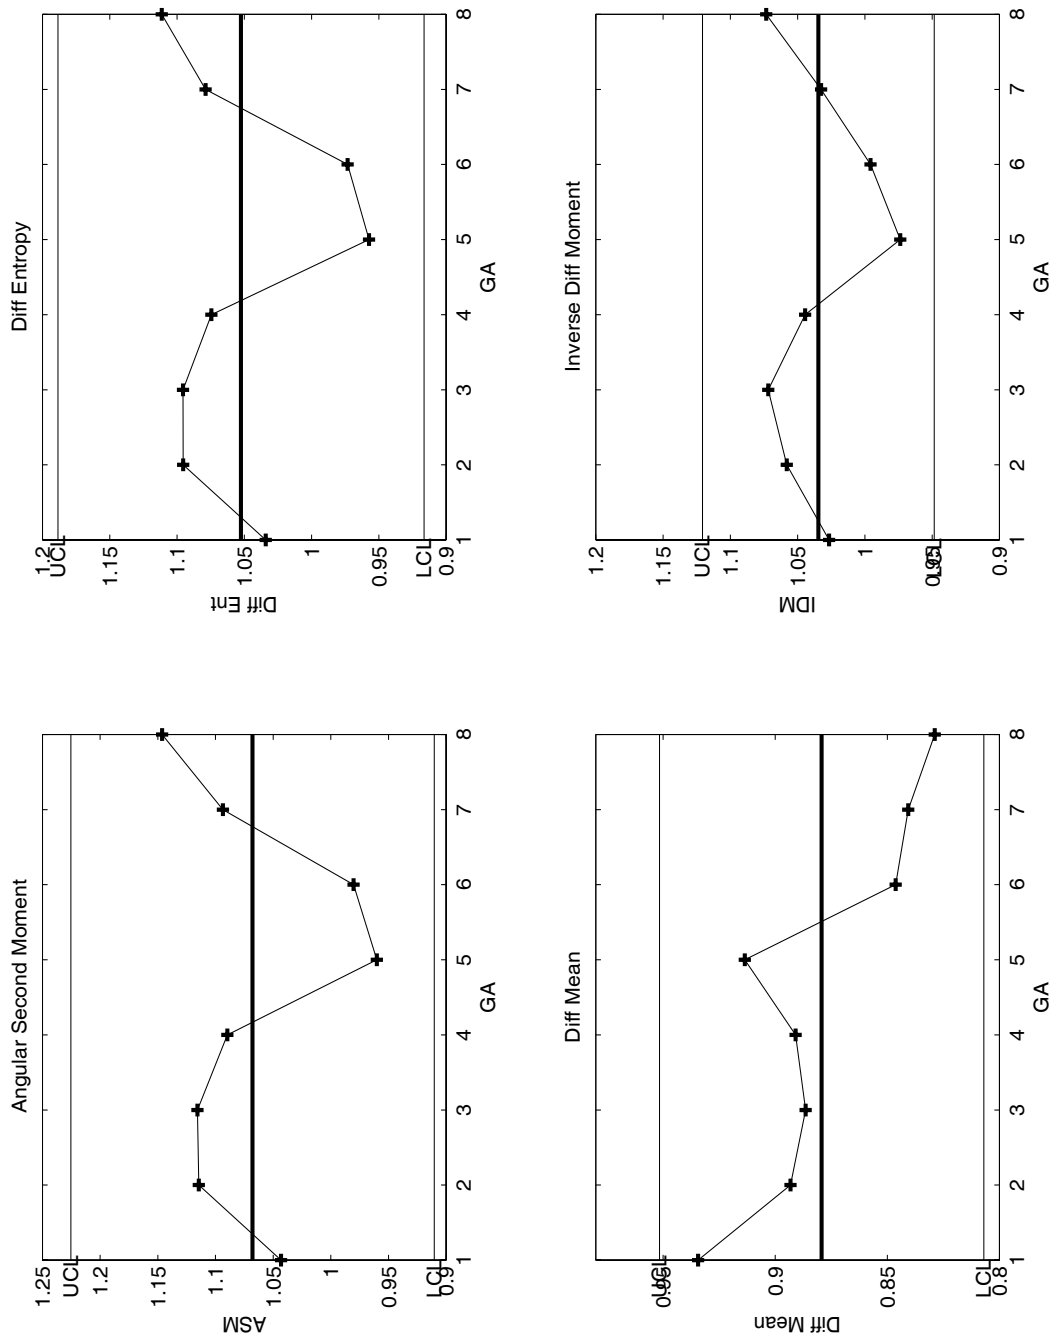 Angular Second Moment
1.25
UCL
1.2
1.15
1.1
1.05
1
0.95
LCL
0.9
ASM
1 2 3 4 5 6 7 8
GA
Diff Entropy
1.2
UCL
1.15
1.1
1.05
1
0.95
LCL
0.9
Diff Ent
1 2 3 4 5 6 7 8
GA
Diff Mean
0.95
UCL
0.9
0.85
LCL
0.8
Diff Mean
1 2 3 4 5 6 7 8
GA
Inverse Diff Moment
1.2
1.15
UCL
1.1
1.05
1
0.95
LCL
0.9
IDM
1 2 3 4 5 6 7 8
GA